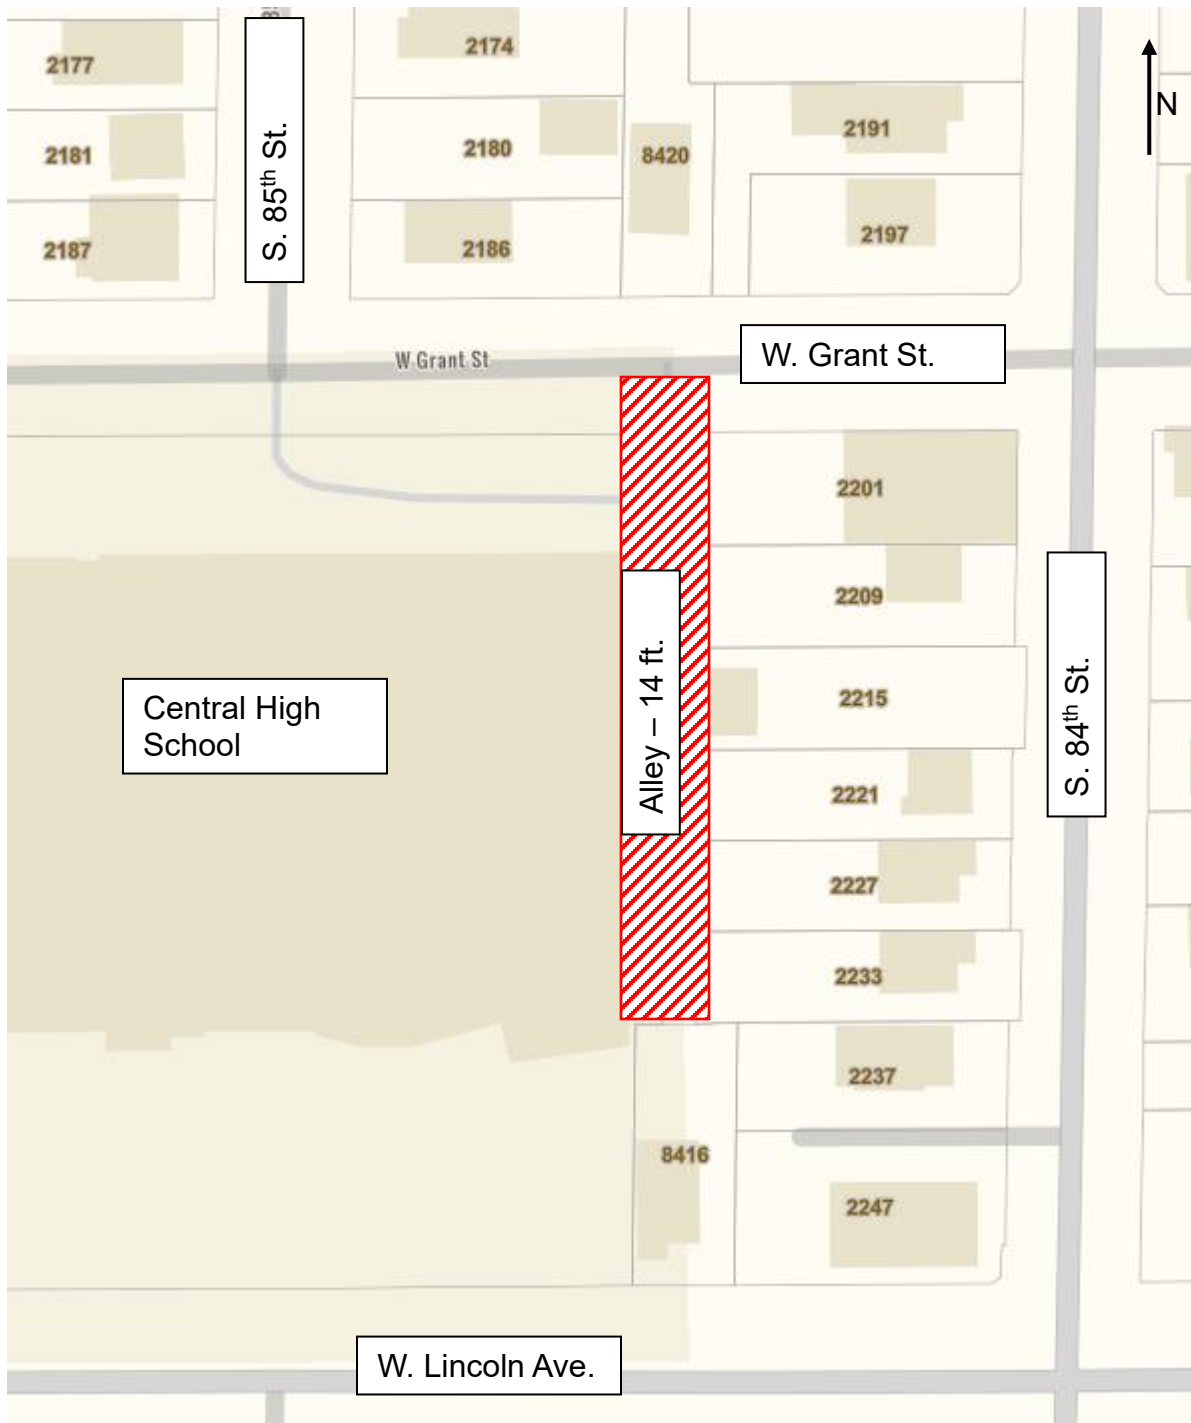 2177
2174
N
2181
2180
8420
2191
S. 85th St.
2187
2186
2197
W Grant St
W. Grant St.
2201
2209
Central High
School
Alley – 14 ft.
2215
S. 84th St.
2221
2227
2233
2237
8416
2247
W. Lincoln Ave.